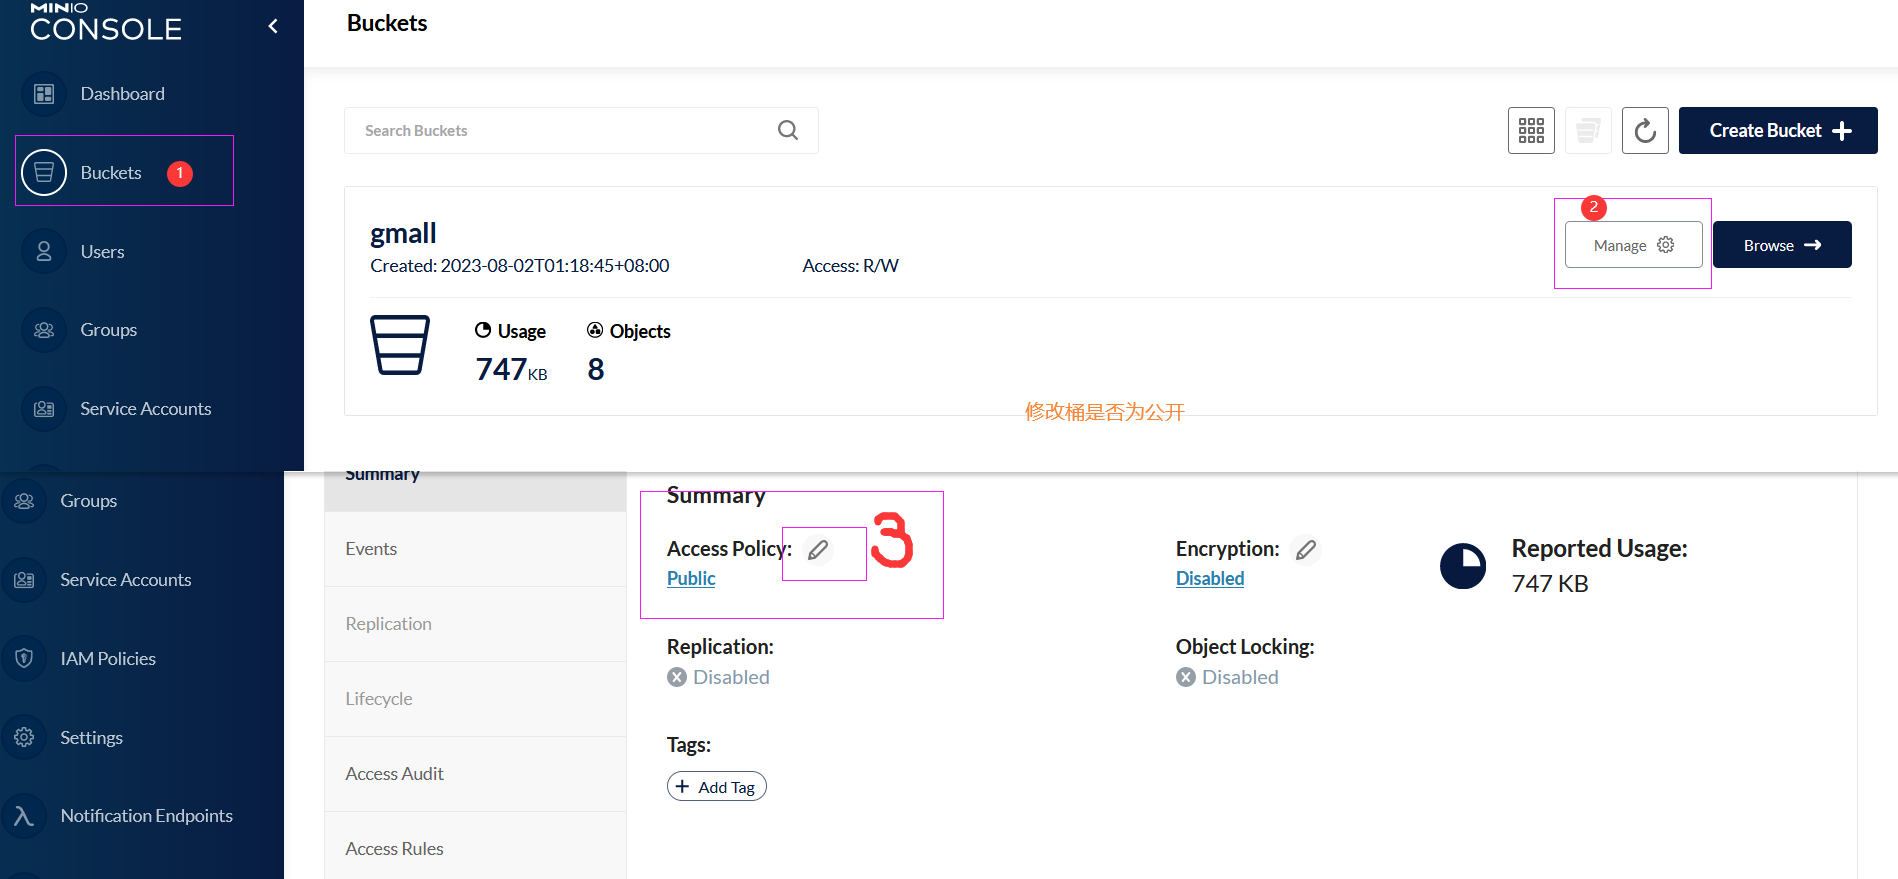 MINIO
CONSOLE
Dashboard
Buckets 1
Users
Groups
Service Accounts
Buckets
Search Buckets
Create Bucket
gmall
Created: 2023-08-02T01:18:45+08:00
Access: R/W
2
Manage
Browse
Usage
747 KB
Objects
8
修改桶是否为公开
Groups
Service Accounts
IAM Policies
Settings
Notification Endpoints
Summary
Events
Replication
Lifecycle
Access Audit
Access Rules
Summary
Access Policy:
3
Public
Encryption:
Disabled
Reported Usage:
747 KB
Replication:
Disabled
Object Locking:
Disabled
Tags:
+ Add Tag